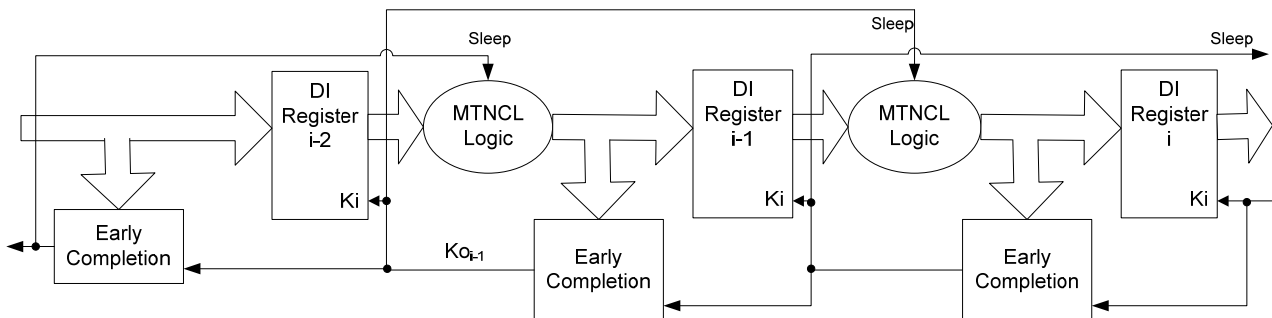 Sleep
Sleep
Sleep
DI
Register
i-2
Ki
MTNCL
Logic
DI
Register
i-1
Ki
MTNCL
Logic
DI
Register
i
Ki
Early
Completion
Ko_{i-1}
Early
Completion
Early
Completion